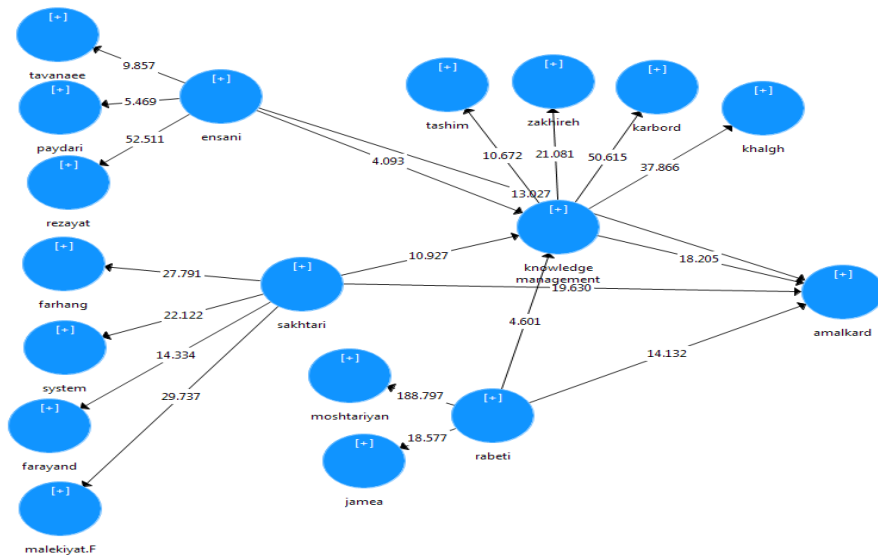 [+]
tavanaee
[+]
paydari
[+]
rezayat
[+]
ensani
9.857
5.469
52.511
[+]
tashim
[+]
zakhireh
[+]
karbord
[+]
khalgh
10.672
21.081
50.615
37.866
4.093
13.027
[+]
knowledge
management
10.927
18.205
19.630
[+]
amalkard
[+]
farhang
[+]
system
[+]
farayand
[+]
malekiyat.F
[+]
sakhtari
27.791
22.122
14.334
29.737
4.601
14.132
[+]
moshtariyan
[+]
jamea
[+]
rabeti
188.797
18.577